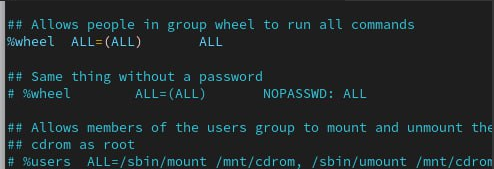 ## Allows people in group wheel to run all commands
%wheel  ALL=(ALL)       ALL
## Same thing without a password
# %wheel        ALL=(ALL)       NOPASSWD: ALL
## Allows members of the users group to mount and unmount the
## cdrom as root
# %users  ALL=/sbin/mount /mnt/cdrom, /sbin/umount /mnt/cdrom